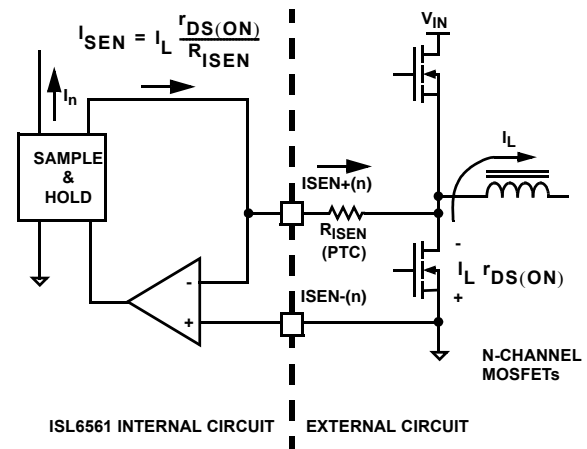 I_SEN = I_L r_DS(ON) / R_ISEN
V_IN
I_n
SAMPLE
&
HOLD
I_L
ISEN+(n)
R_ISEN
(PTC)
-
I_L r_DS(ON)
+
-
+
ISEN-(n)
N-CHANNEL
MOSFETs
ISL6561 INTERNAL CIRCUIT
EXTERNAL CIRCUIT